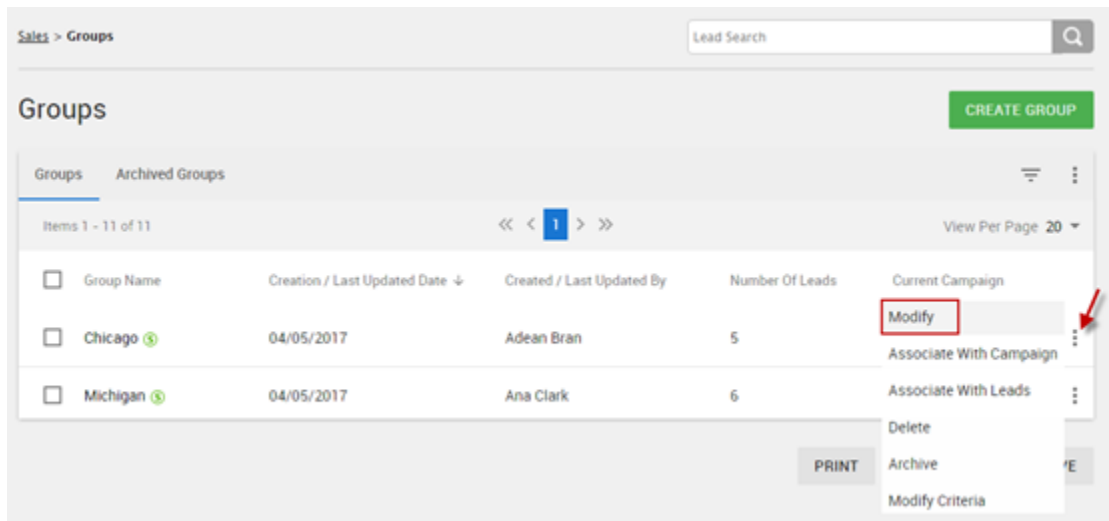 Sales > Groups
Lead Search
Groups
CREATE GROUP
Groups Archived Groups
Items 1 - 11 of 11 << < 1 > >> View Per Page 20
Group Name Creation / Last Updated Date ↓ Created / Last Updated By Number Of Leads Current Campaign
Modify
Chicago $ 04/05/2017 Adean Bran 5
Associate With Campaign
Michigan $ 04/05/2017 Ana Clark 6 Associate With Leads
Delete
PRINT Archive
Modify Criteria